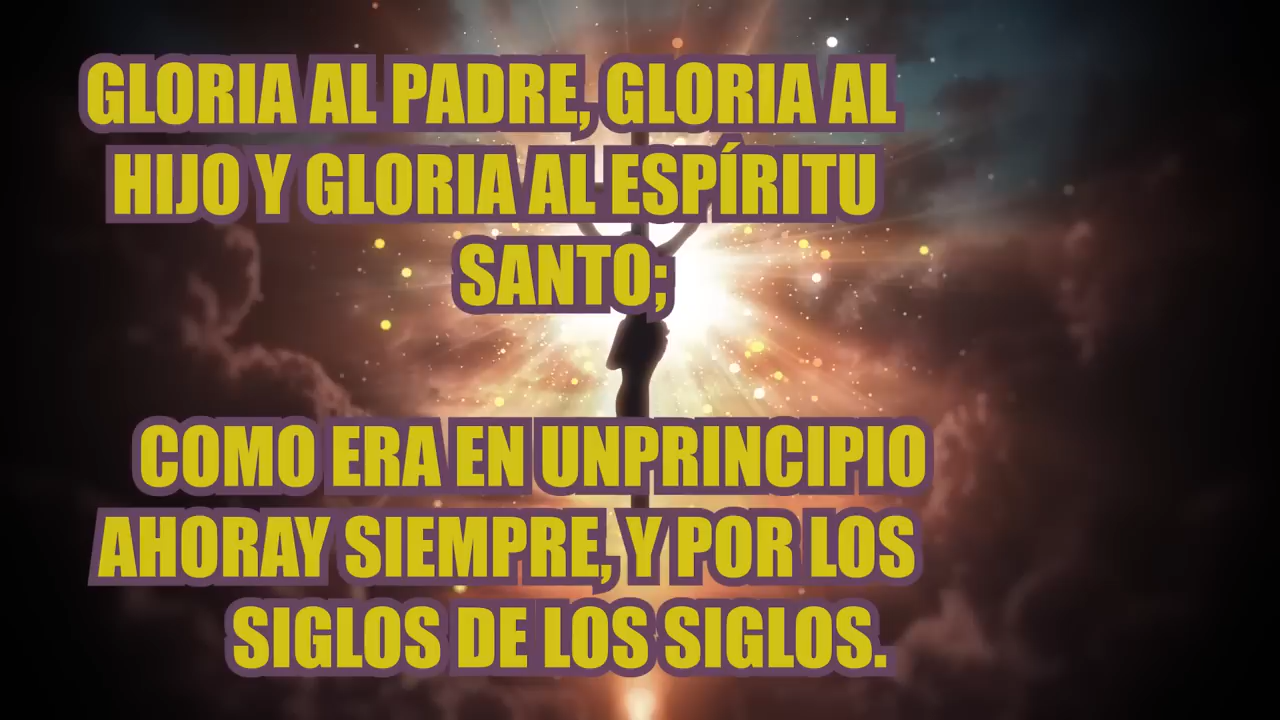 GLORIA AL PADRE, GLORIA AL
HIJO Y GLORIA AL ESPÍRITU
SANTO;
COMO ERA EN UNPRINCIPIO
AHORAY SIEMPRE, Y POR LOS
SIGLOS DE LOS SIGLOS.